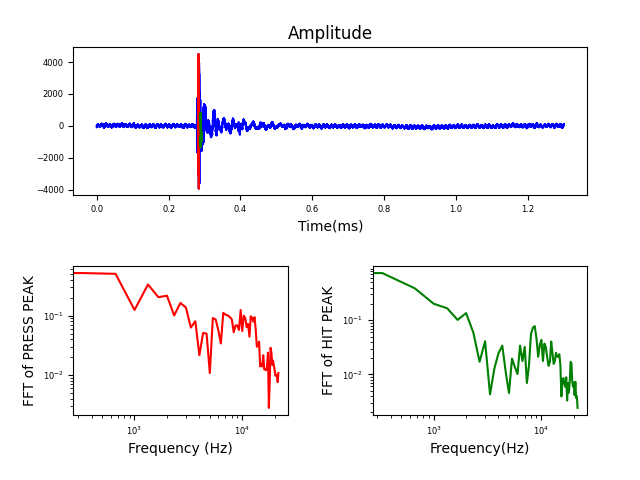 Amplitude
4000
2000
0
−2000
−4000
0.0 0.2 0.4 0.6 0.8 1.0 1.2
Time(ms)
FFT of PRESS PEAK
10⁻¹
10⁻²
10³ 10⁴
Frequency (Hz)
FFT of HIT PEAK
10⁻¹
10⁻²
10³ 10⁴
Frequency(Hz)